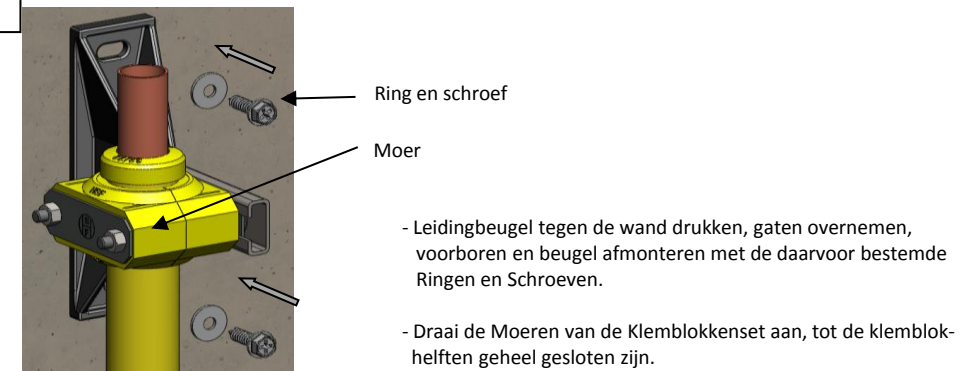 Ring en schroef
Moer
- Leidingbeugel tegen de wand drukken, gaten overnemen,
voorboren en beugel afmonteren met de daarvoor bestemde
Ringen en Schroeven.
- Draai de Moeren van de Klemblokkenset aan, tot de klemblok-
helften geheel gesloten zijn.